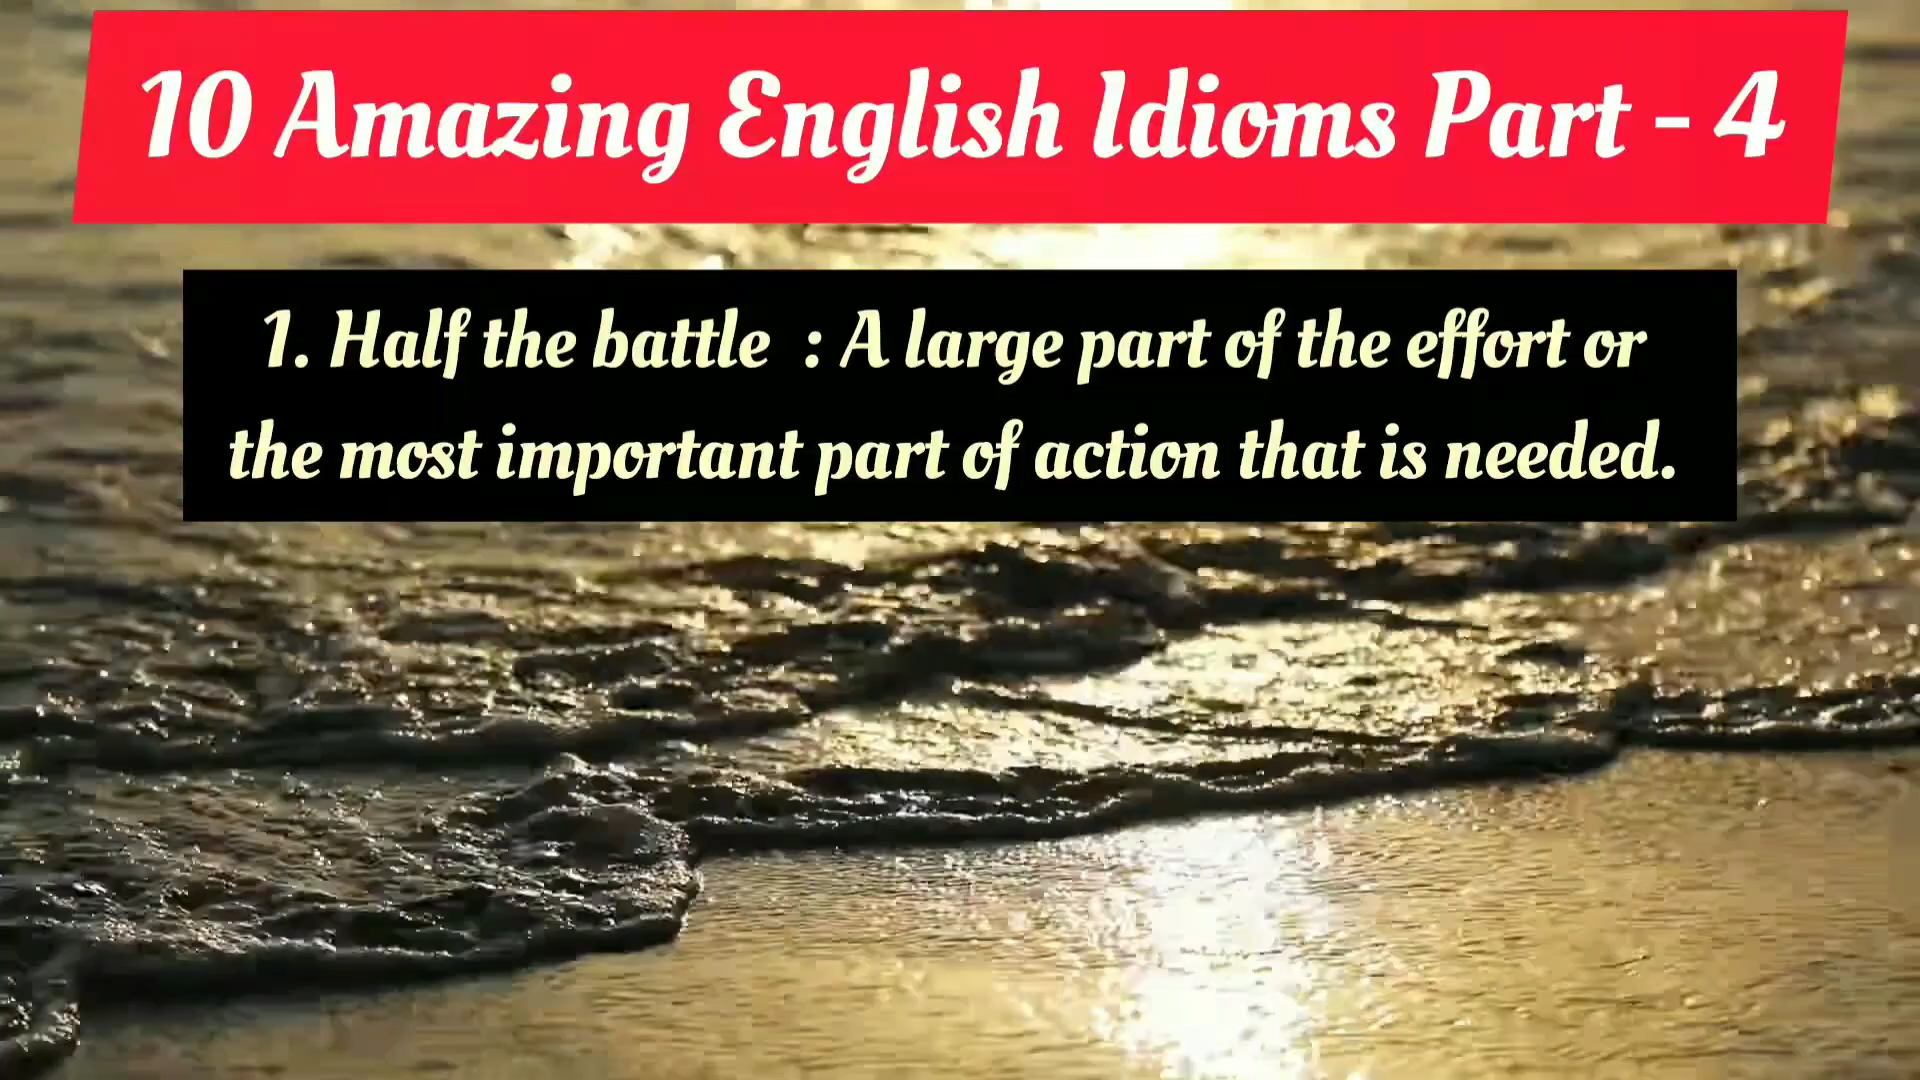 10 Amazing English Idioms Part - 4
1. Half the battle : A large part of the effort or
the most important part of action that is needed.